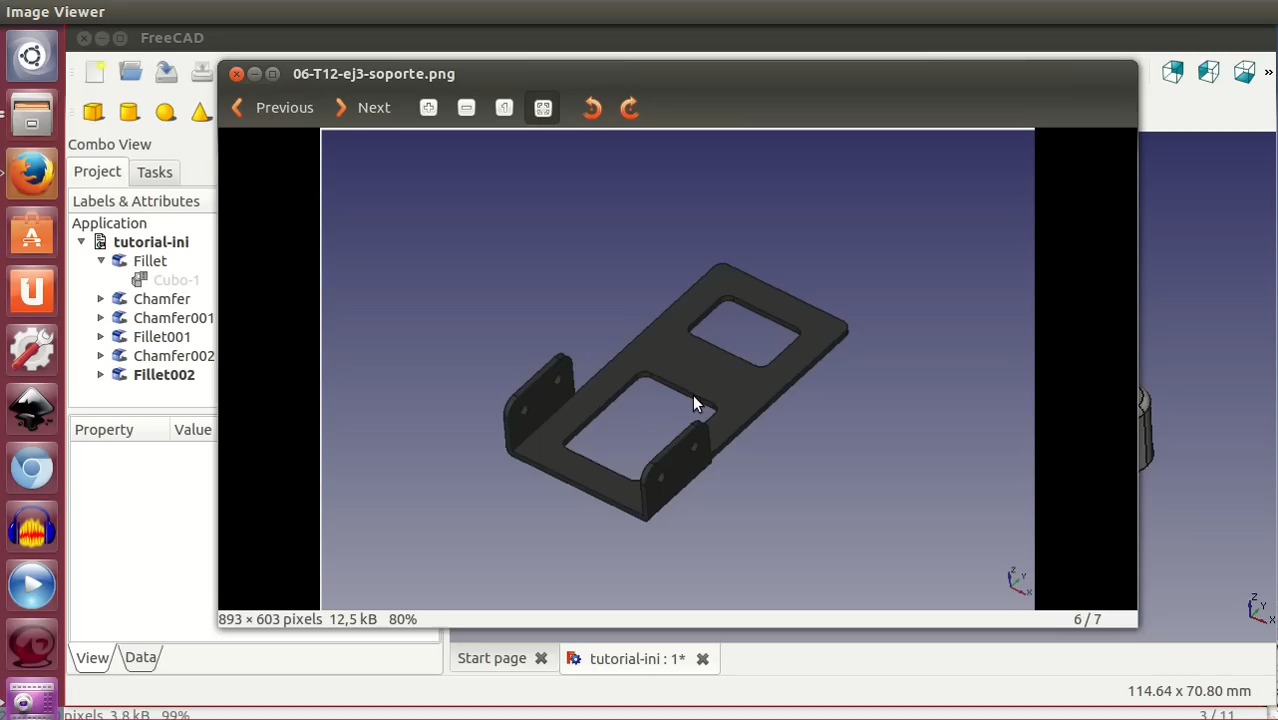 Image Viewer
FreeCAD
06-T12-ej3-soporte.png
Previous
Next
»
Combo View
Project
Tasks
Labels & Attributes
Application
tutorial-ini
Fillet
Cubo-1
Chamfer
Chamfer001
Fillet001
Chamfer002
Fillet002
Property
Value
Z
Y
X
Z
Y
X
893 × 603 pixels 12,5 kB 80%
6 / 7
View
Data
Start page
tutorial-ini : 1*
114.64 x 70.80 mm
pixels 3.8 kB 99%
3 / 11